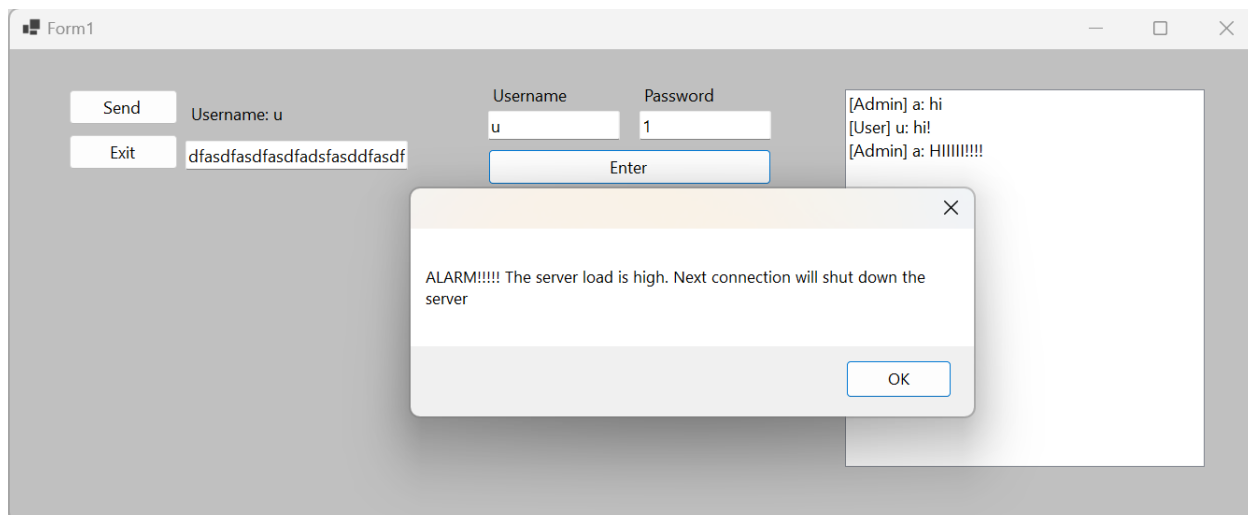 Form1
Send
Username: u
Exit
dfasdfasdfasdfadsfasddfasdf
Username
Password
u
1
Enter
[Admin] a: hi
[User] u: hi!
[Admin] a: HIIIII!!!!
ALARM!!!!! The server load is high. Next connection will shut down the
server
OK